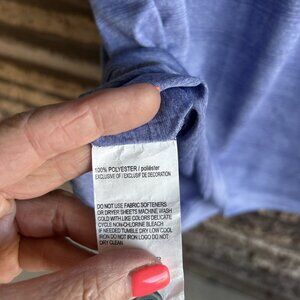 100% POLYESTER / poliéster
EXCLUSIVE OF / EXCLUSIF DE DECORATION
DO NOT USE FABRIC SOFTENERS
OR DRYER SHEETS MACHINE WASH
COLD WITH LIKE COLORS DELICATE
CYCLE NON-CHLORINE BLEACH
IF NEEDED TUMBLE DRY LOW COOL
IRON DO NOT IRON LOGO DO NOT
DRY CLEAN